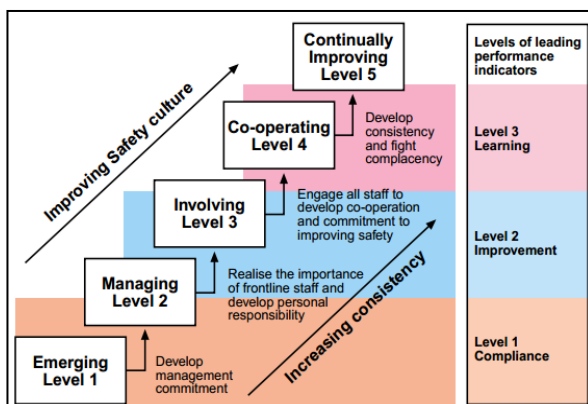 Continually
Improving
Level 5
Levels of leading
performance
indicators
Improving Safety culture
Co-operating
Level 4
Develop
consistency
and fight
complacency
Level 3
Learning
Involving
Level 3
Engage all staff to
develop co-operation
and commitment to
improving safety
Level 2
Improvement
Managing
Level 2
Realise the importance
of frontline staff and
develop personal
responsibility
Increasing consistency
Emerging
Level 1
Develop
management
commitment
Level 1
Compliance